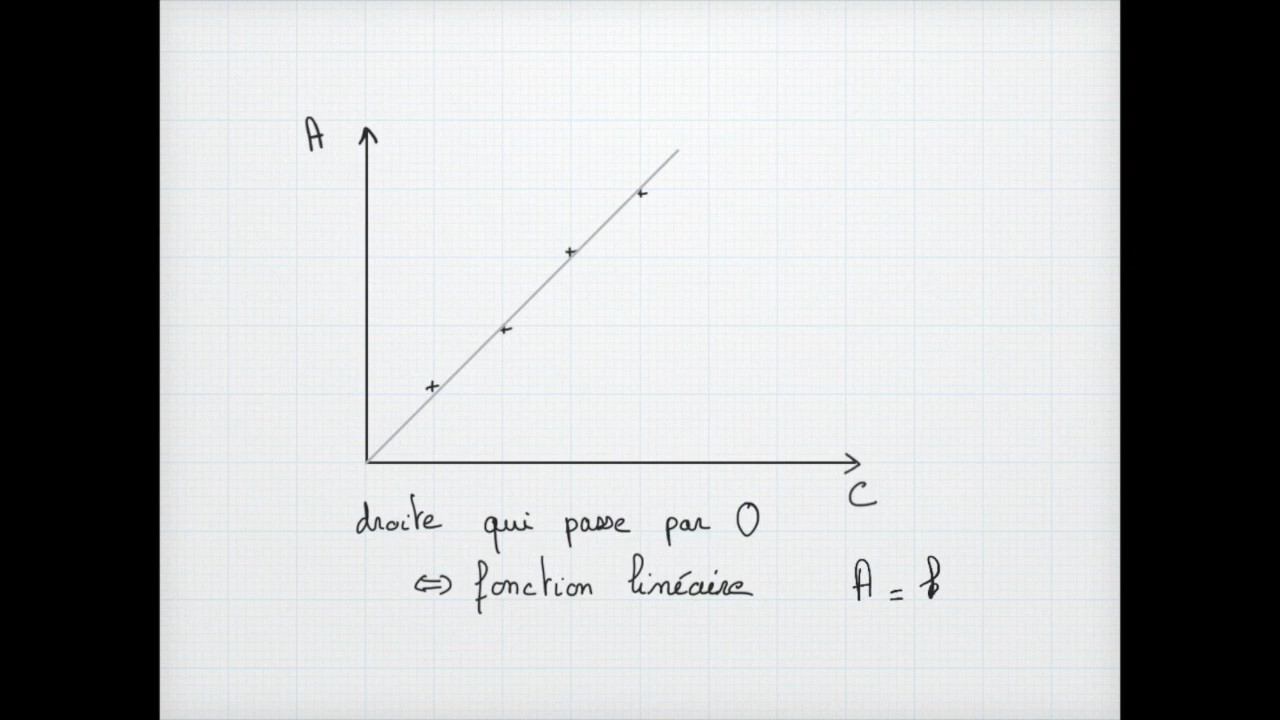 A
C
droite qui passe par O
⇔ fonction linéaire A =